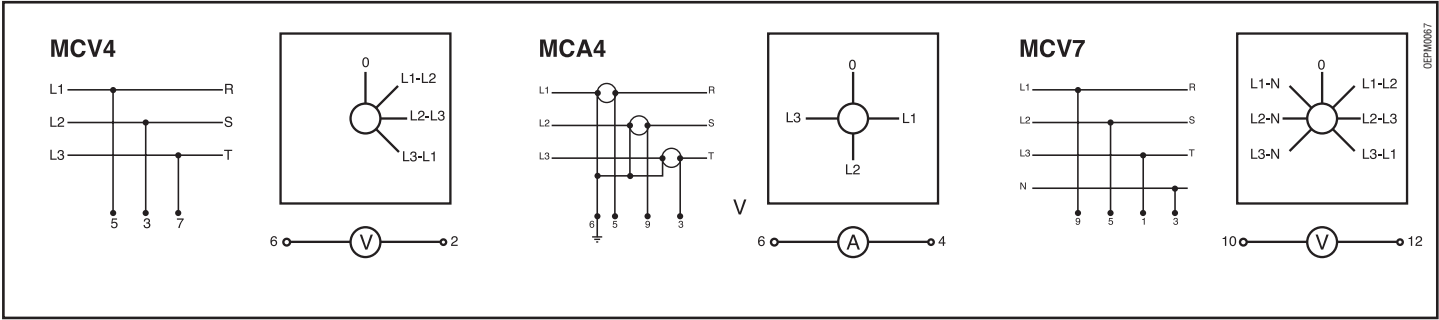 MCV4
L1 R
L2 S
L3 T
5 3 7
0
L1-L2
L2-L3
L3-L1
6 V 2
MCA4
L1 R
L2 S
L3 T
6 5 9 3
V
0
L3 L1
L2
6 A 4
MCV7
L1 R
L2 S
L3 T
N
9 5 1 3
0
L1-N L1-L2
L2-N L2-L3
L3-N L3-L1
10 V 12
OEPM0067